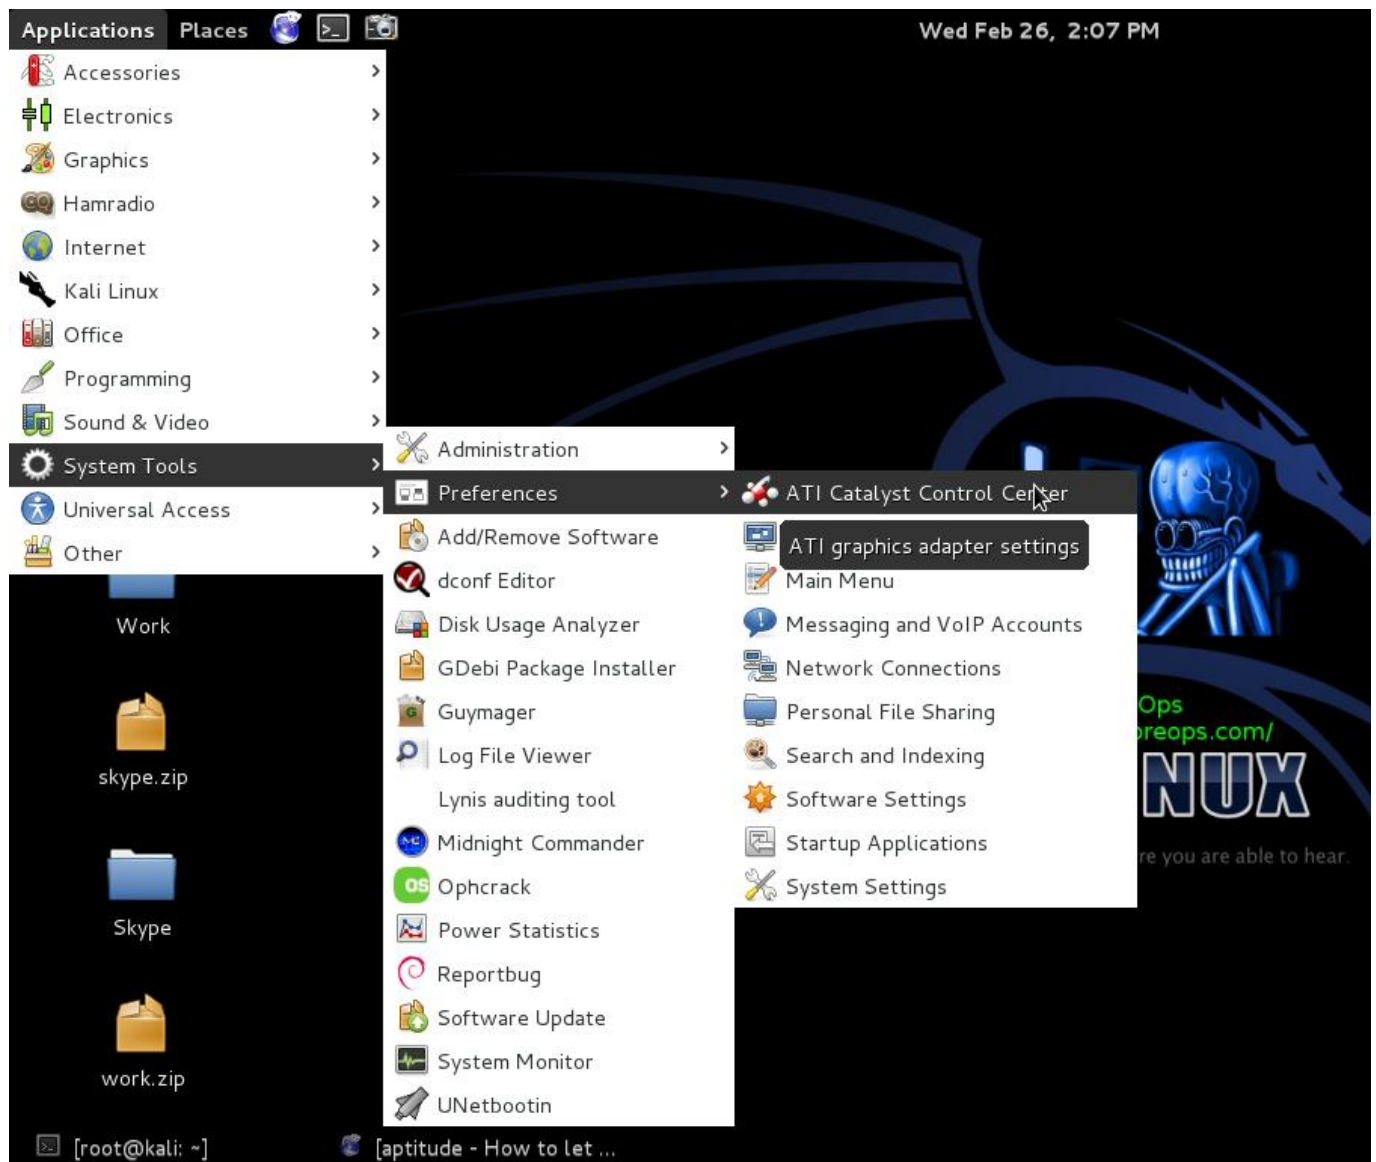 Applications Places Wed Feb 26, 2:07 PM
Accessories
Electronics
Graphics
Hamradio
Internet
Kali Linux
Office
Programming
Sound & Video
System Tools
Universal Access
Other
Administration
Preferences
Add/Remove Software
dconf Editor
Disk Usage Analyzer
GDebi Package Installer
Guymager
Log File Viewer
Lynis auditing tool
Midnight Commander
Ophcrack
Power Statistics
Reportbug
Software Update
System Monitor
UNetbootin
ATI Catalyst Control Center
ATI graphics adapter settings
Main Menu
Messaging and VoIP Accounts
Network Connections
Personal File Sharing
Search and Indexing
Software Settings
Startup Applications
System Settings
Work
skype.zip
Skype
work.zip
Ops
reops.com/
NUX
re you are able to hear.
[root@kali: ~]
[aptitude - How to let ...